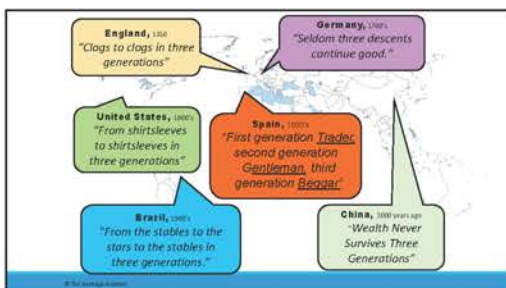 England, 1350
"Clogs to clogs in three
generations"
Germany, 1700's
"Seldom three descents
continue good."
United States, 1800's
"From shirtsleeves
to shirtsleeves in
three generations"
Spain,
"First generation Trader,
second generation
Gentleman, third
generation Beggar"
Brazil, 1900's
"From the stables to the
stars to the stables in
three generations."
China, 2000 years ago
"Wealth Never
Survives Three
Generations"
© The